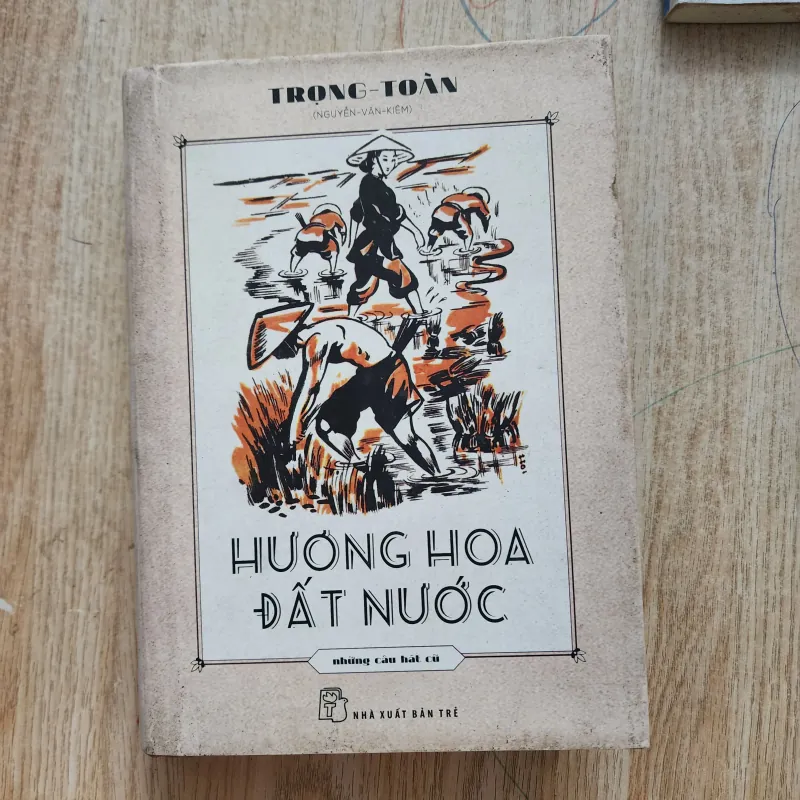 TRỌNG-TOÀN
(NGUYỄN-VĂN-KIỂM)
HƯƠNG HOA
ĐẤT NƯỚC
những câu hát cũ
NHÀ XUẤT BẢN TRẺ